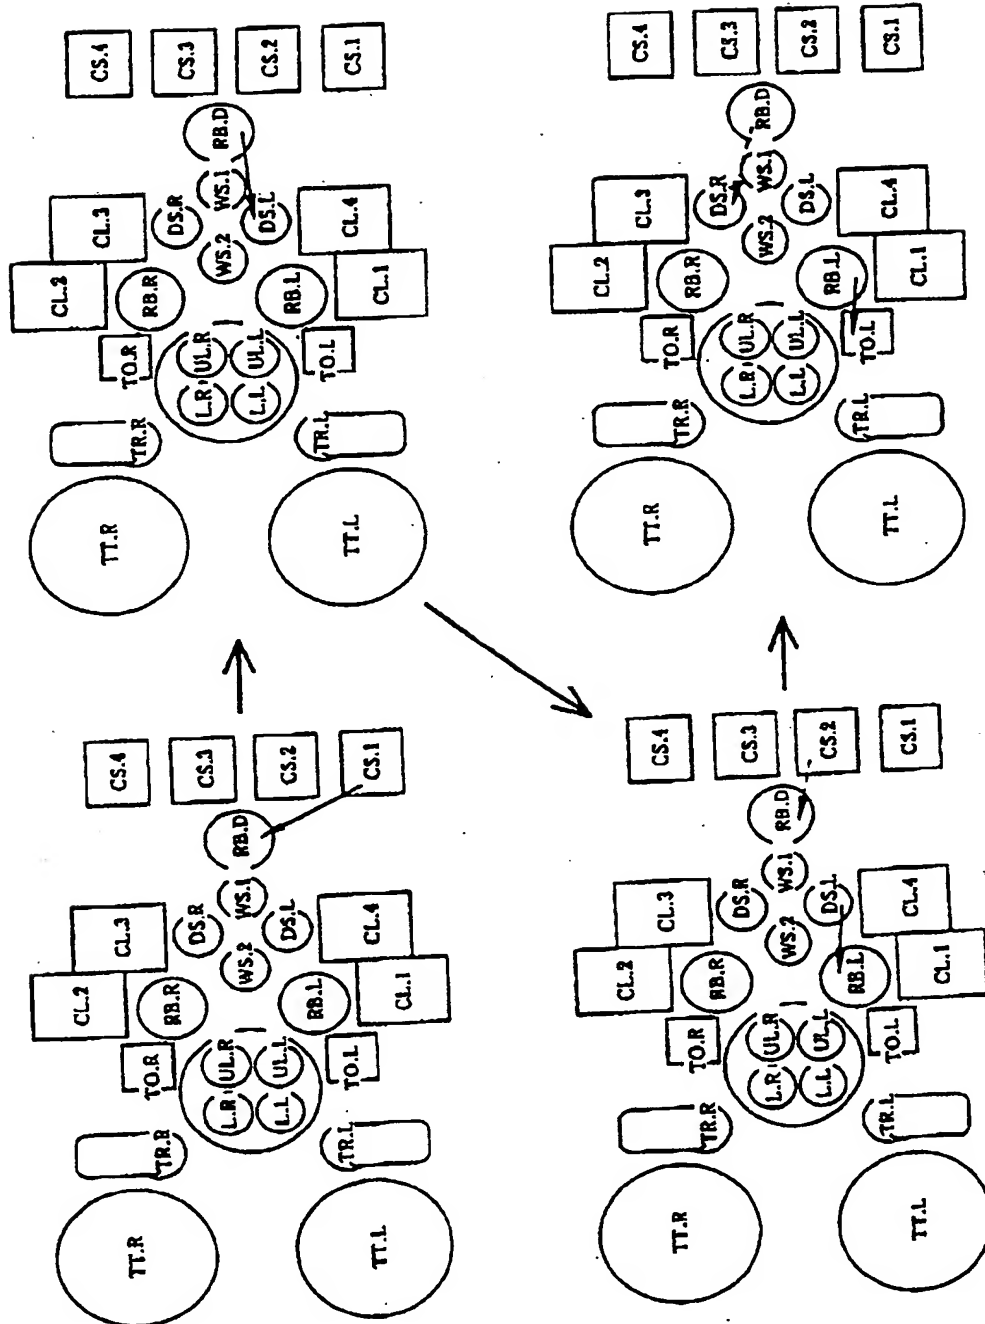 TT.R
TT.L
TR.R
TR.L
L.R
L.L
UL.R
UL.L
TO.R
TO.L
CL.2
RB.R
RB.L
CL.1
CL.3
DS.R
WS.2
DS.L
CL.4
WS.1
RB.D
CS.4
CS.3
CS.2
CS.1
TT.R
TT.L
TR.R
TR.L
L.R
L.L
UL.R
UL.L
TO.R
TO.L
CL.2
RB.R
RB.L
CL.1
CL.3
DS.R
WS.2
DS.L
CL.4
WS.1
RB.D
CS.4
CS.3
CS.2
CS.1
TT.R
TT.L
TR.R
TR.L
L.R
L.L
UL.R
UL.L
TO.R
TO.L
CL.2
RB.R
RB.L
CL.1
CL.3
DS.R
WS.2
DS.L
CL.4
WS.1
RB.D
CS.4
CS.3
CS.2
CS.1
TT.R
TT.L
TR.R
TR.L
L.R
L.L
UL.R
UL.L
TO.R
TO.L
CL.2
RB.R
RB.L
CL.1
CL.3
DS.R
WS.2
DS.L
CL.4
WS.1
RB.D
CS.4
CS.3
CS.2
CS.1